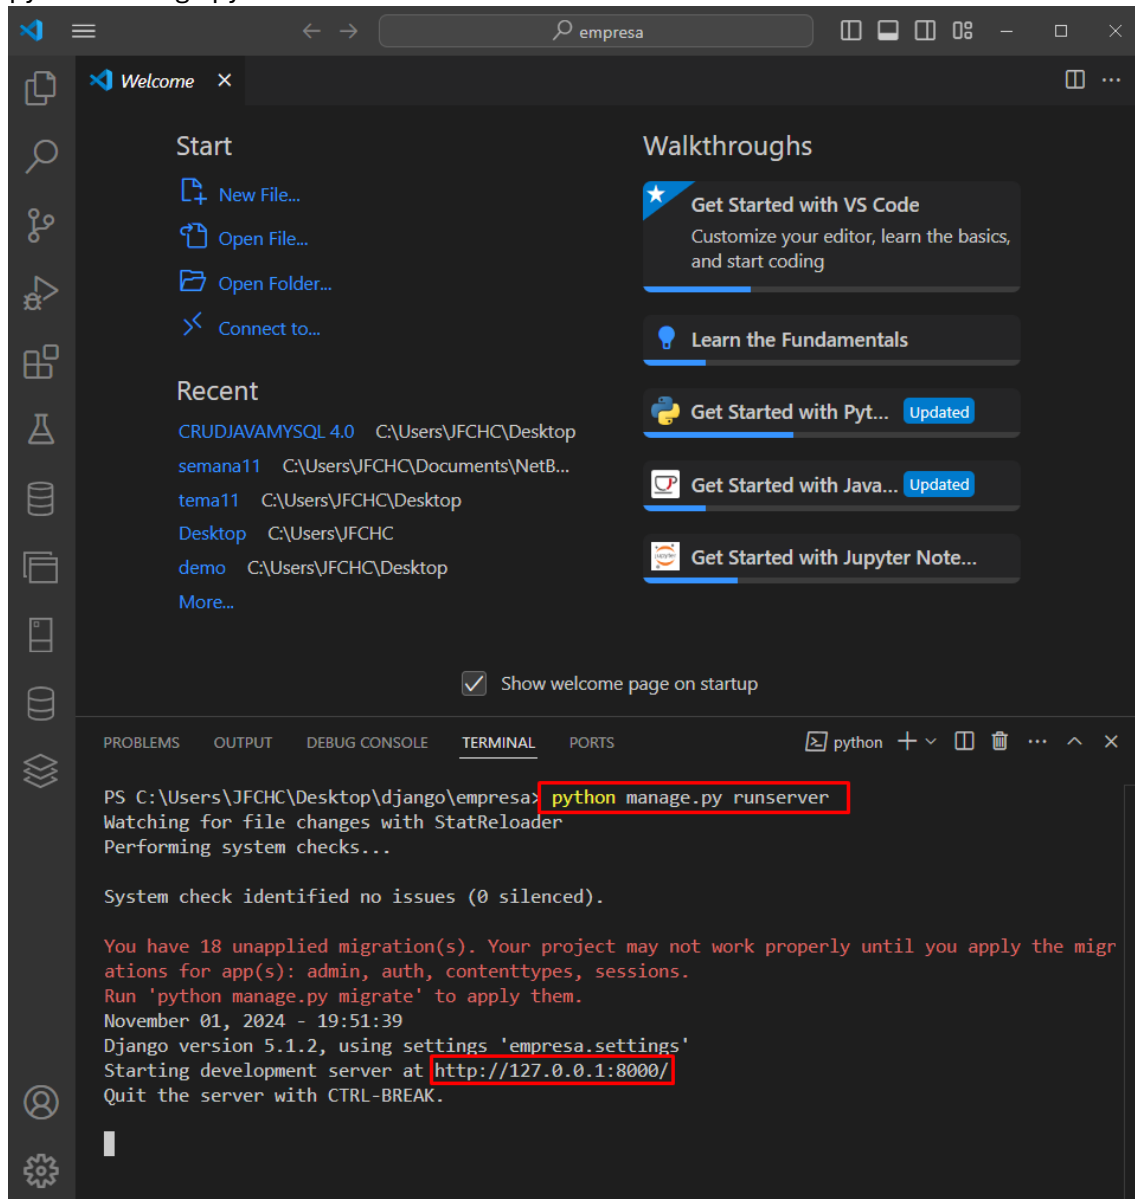 empresa
Welcome
Start
New File...
Open File...
Open Folder...
Connect to...
Recent
CRUDJAVAMYSQL 4.0 C:\Users\JFCHC\Desktop
semana11 C:\Users\JFCHC\Documents\NetB...
tema11 C:\Users\JFCHC\Desktop
Desktop C:\Users\JFCHC
demo C:\Users\JFCHC\Desktop
More...
Walkthroughs
Get Started with VS Code
Customize your editor, learn the basics,
and start coding
Learn the Fundamentals
Get Started with Pyt... Updated
Get Started with Java... Updated
Get Started with Jupyter Note...
Show welcome page on startup
PROBLEMS OUTPUT DEBUG CONSOLE TERMINAL PORTS python
PS C:\Users\JFCHC\Desktop\django\empresa> python manage.py runserver
Watching for file changes with StatReloader
Performing system checks...
System check identified no issues (0 silenced).
You have 18 unapplied migration(s). Your project may not work properly until you apply the migr
ations for app(s): admin, auth, contenttypes, sessions.
Run 'python manage.py migrate' to apply them.
November 01, 2024 - 19:51:39
Django version 5.1.2, using settings 'empresa.settings'
Starting development server at http://127.0.0.1:8000/
Quit the server with CTRL-BREAK.